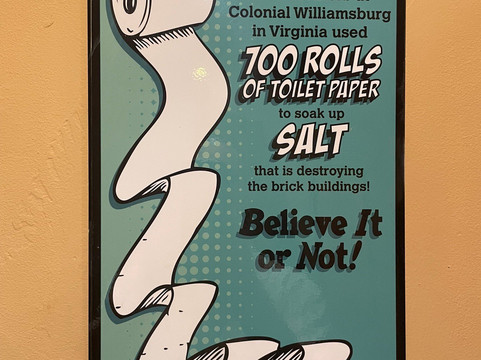 Colonial Williamsburg
in Virginia used
700 ROLLS
OF TOILET PAPER
to soak up
SALT
that is destroying
the brick buildings!
Believe It
or Not!